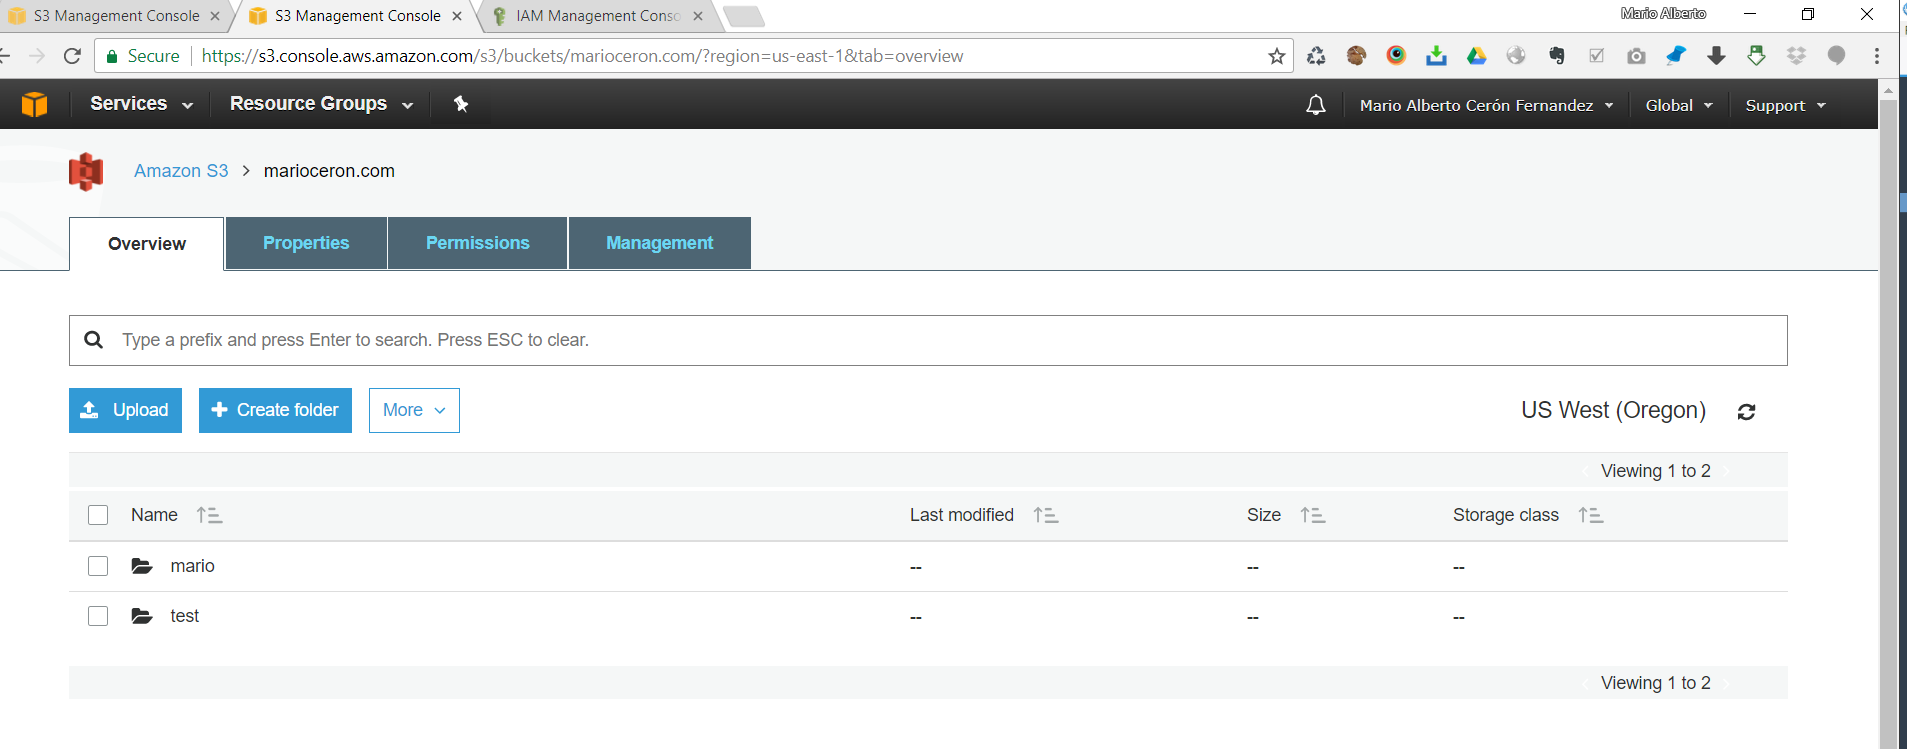 S3 Management Console
S3 Management Console
IAM Management Conso
Mario Alberto
Secure
https://s3.console.aws.amazon.com/s3/buckets/marioceron.com/?region=us-east-1&tab=overview
Services
Resource Groups
Mario Alberto Cerón Fernandez
Global
Support
Amazon S3 > marioceron.com
Overview
Properties
Permissions
Management
Type a prefix and press Enter to search. Press ESC to clear.
Upload
Create folder
More
US West (Oregon)
Viewing 1 to 2
Name
Last modified
Size
Storage class
mario -- -- --
test -- -- --
Viewing 1 to 2